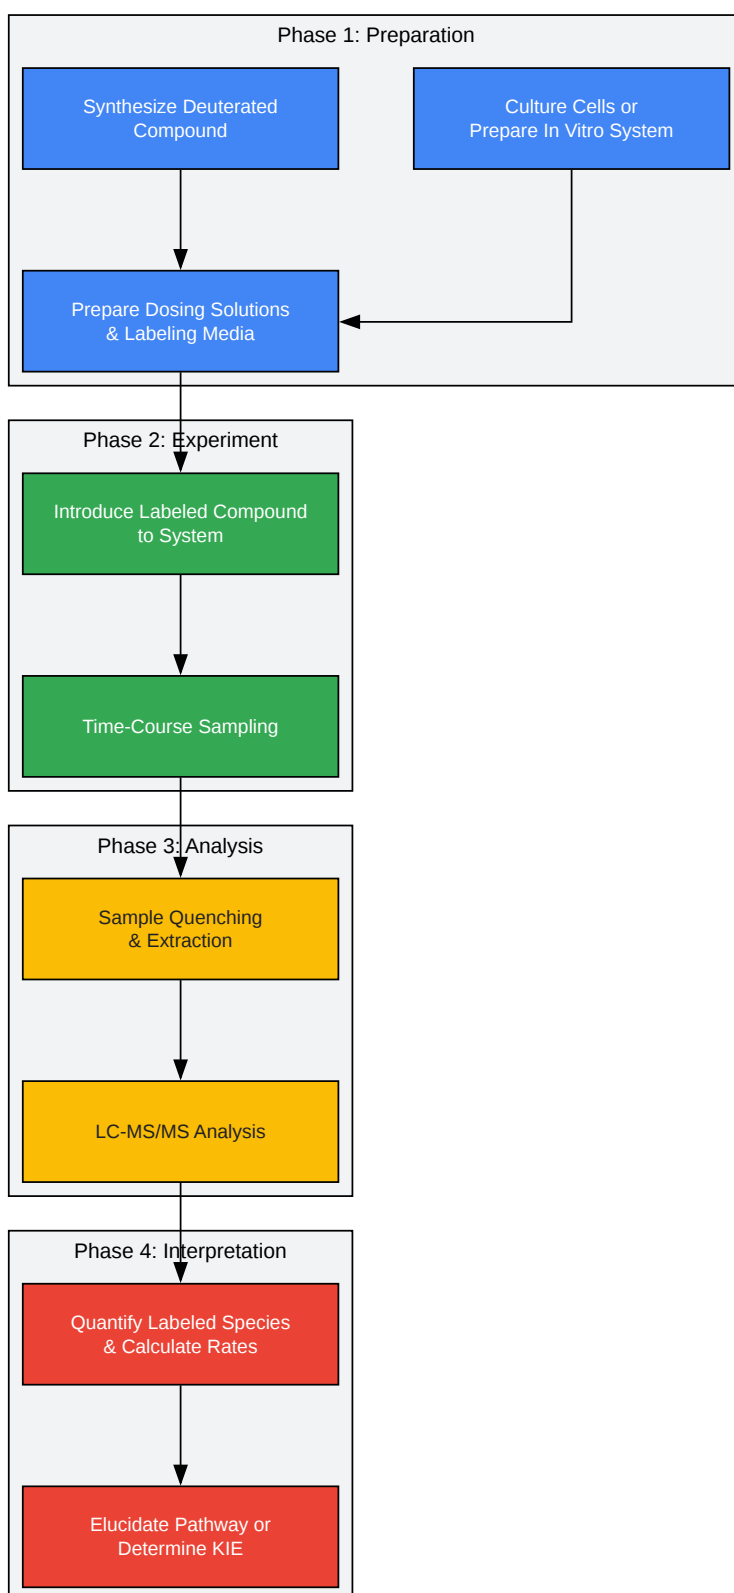 Phase 1: Preparation
Synthesize Deuterated
Compound
Culture Cells or
Prepare In Vitro System
Prepare Dosing Solutions
& Labeling Media
Phase 2: Experiment
Introduce Labeled Compound
to System
Time-Course Sampling
Phase 3: Analysis
Sample Quenching
& Extraction
LC-MS/MS Analysis
Phase 4: Interpretation
Quantify Labeled Species
& Calculate Rates
Elucidate Pathway or
Determine KIE